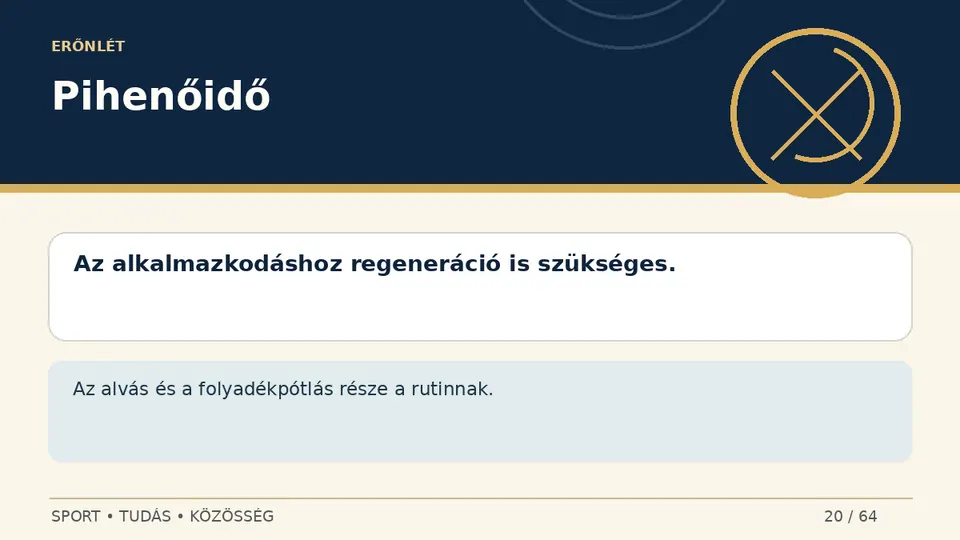 ERŐNLÉT
Pihenőidő
Az alkalmazkodáshoz regeneráció is szükséges.
Az alvás és a folyadékpótlás része a rutinnak.
SPORT • TUDÁS • KÖZÖSSÉG
20 / 64